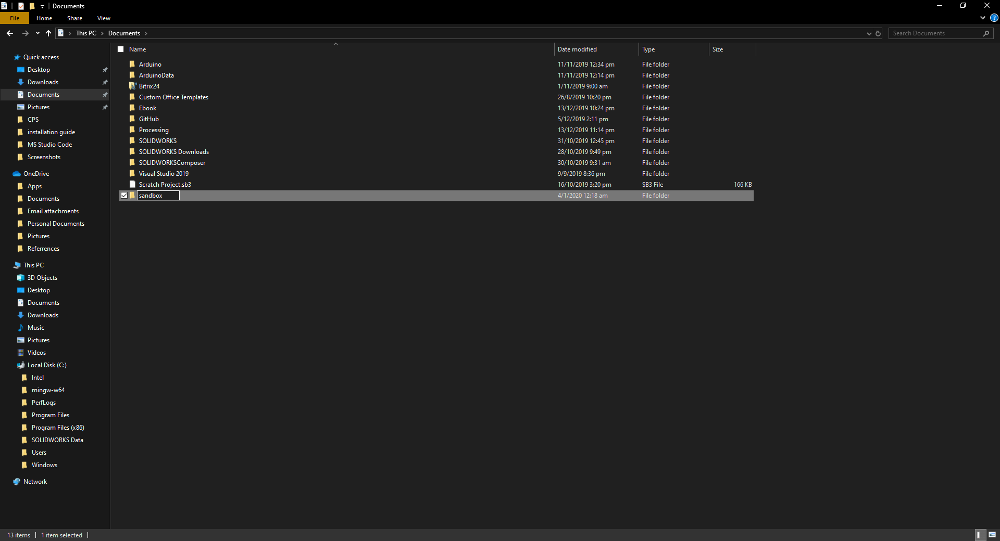 Documents
File Home Share View
This PC Documents Search Documents
Name Date modified Type Size
Quick access
Desktop
Downloads
Documents
Pictures
CPS
installation guide
MS Studio Code
Screenshots
OneDrive
Apps
Documents
Email attachments
Personal Documents
Pictures
Referrences
This PC
3D Objects
Desktop
Documents
Downloads
Music
Pictures
Videos
Local Disk (C:)
Intel
mingw-w64
PerfLogs
Program Files
Program Files (x86)
SOLIDWORKS Data
Users
Windows
Network
Arduino 11/11/2019 12:34 pm File folder
ArduinoData 11/11/2019 12:14 pm File folder
Bitrix24 1/11/2019 9:00 am File folder
Custom Office Templates 26/8/2019 10:20 pm File folder
Ebook 13/12/2019 10:24 pm File folder
GitHub 5/12/2019 2:11 pm File folder
Processing 13/12/2019 11:14 pm File folder
SOLIDWORKS 31/10/2019 12:45 pm File folder
SOLIDWORKS Downloads 28/10/2019 9:49 pm File folder
SOLIDWORKSComposer 30/10/2019 9:31 am File folder
Visual Studio 2019 9/9/2019 8:36 pm File folder
Scratch Project.sb3 16/10/2019 3:20 pm SB3 File 166 KB
sandbox 4/1/2020 12:18 am File folder
13 items 1 item selected